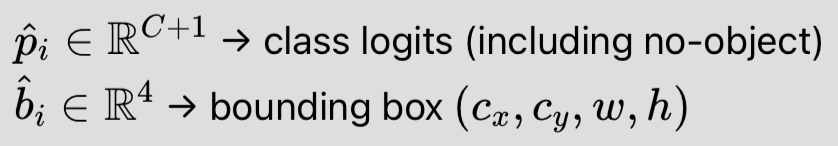 p̂ᵢ ∈ ℝ^{C+1} → class logits (including no-object)
b̂ᵢ ∈ ℝ⁴ → bounding box (cₓ, c_y, w, h)